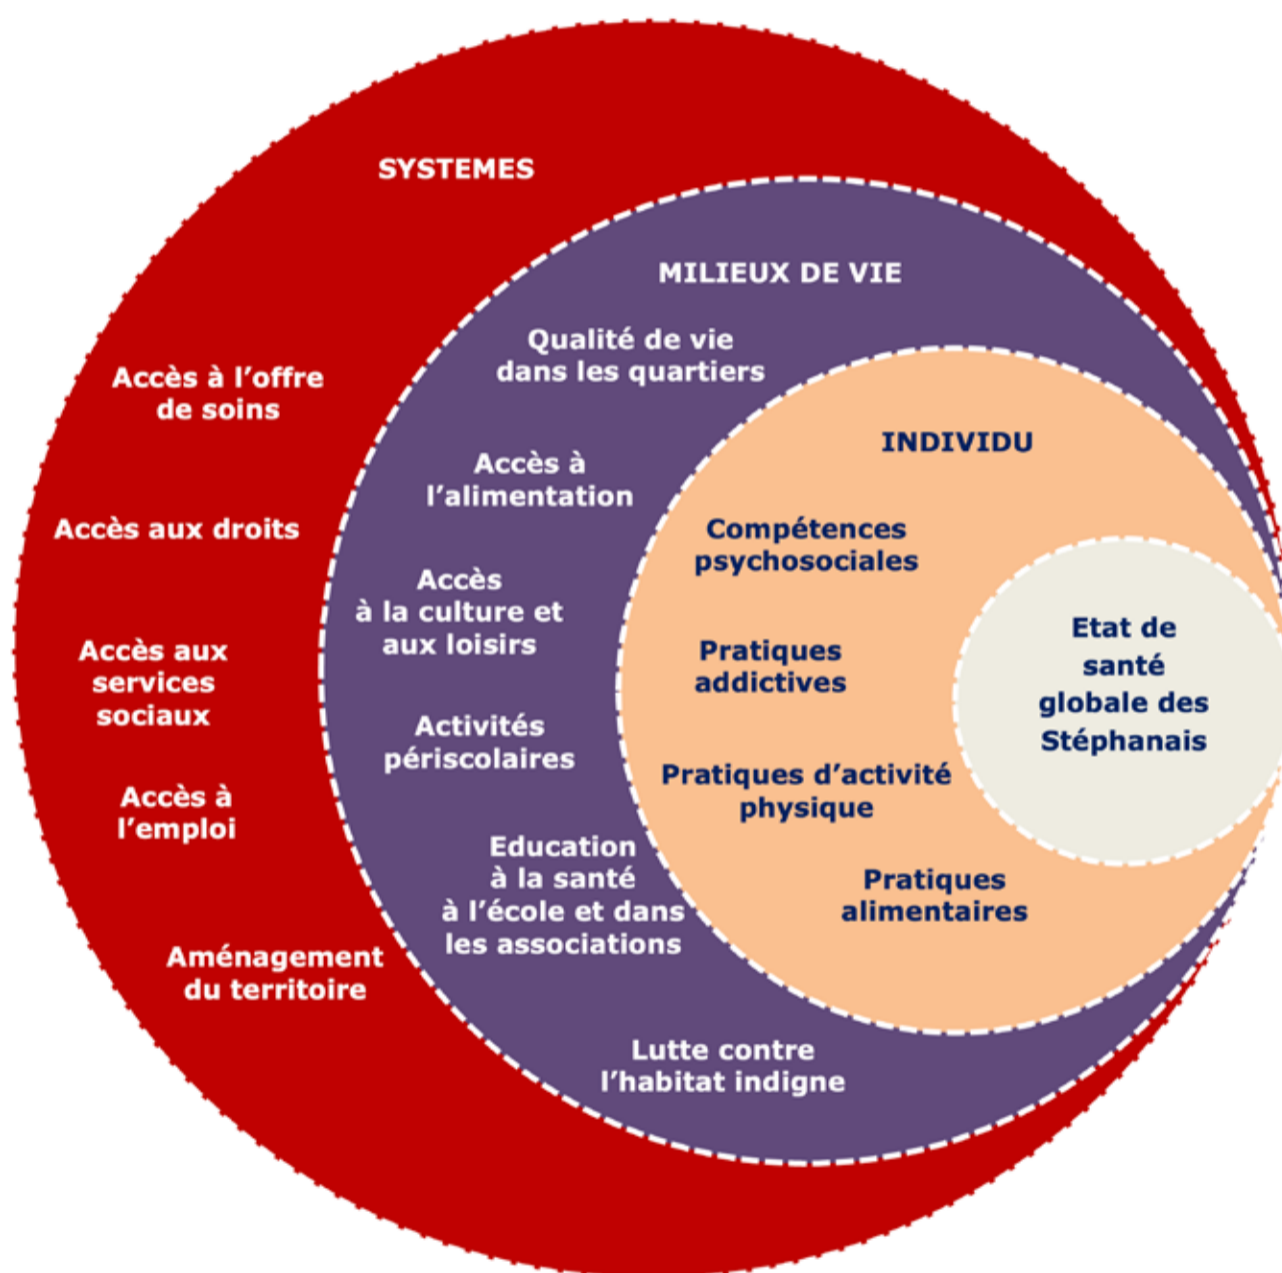 SYSTEMES
Accès à l’offre
de soins
Accès aux droits
Accès aux
services
sociaux
Accès à
l’emploi
Aménagement
du territoire
MILIEUX DE VIE
Qualité de vie
dans les quartiers
Accès à
l’alimentation
Accès
à la culture et
aux loisirs
Activités
périscolaires
Education
à la santé
à l’école et dans
les associations
Lutte contre
l’habitat indigne
INDIVIDU
Compétences
psychosociales
Pratiques
addictives
Pratiques d’activité
physique
Pratiques
alimentaires
Etat de
santé
globale des
Stéphanais